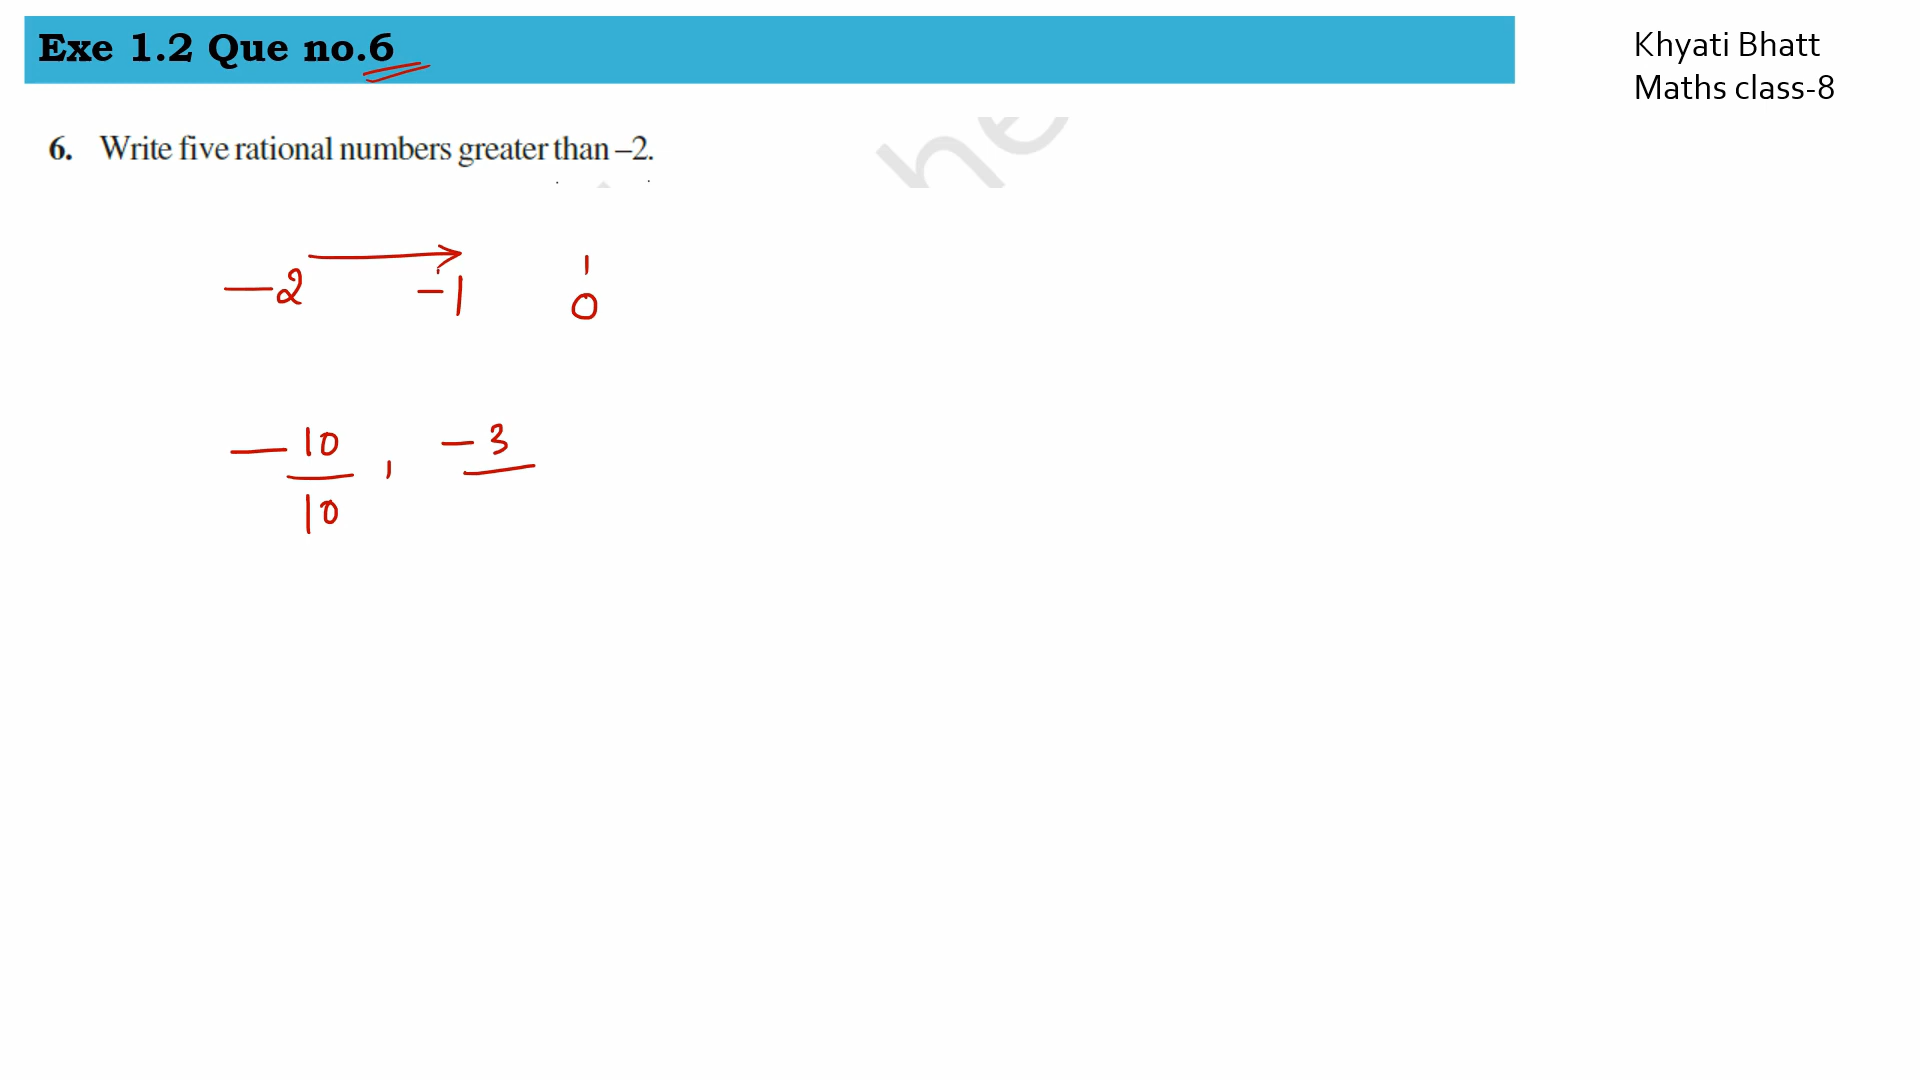 Exe 1.2 Que no.6
Khyati Bhatt
Maths class-8
6. Write five rational numbers greater than –2.
he
—2 -1 0
—10/10 , —3